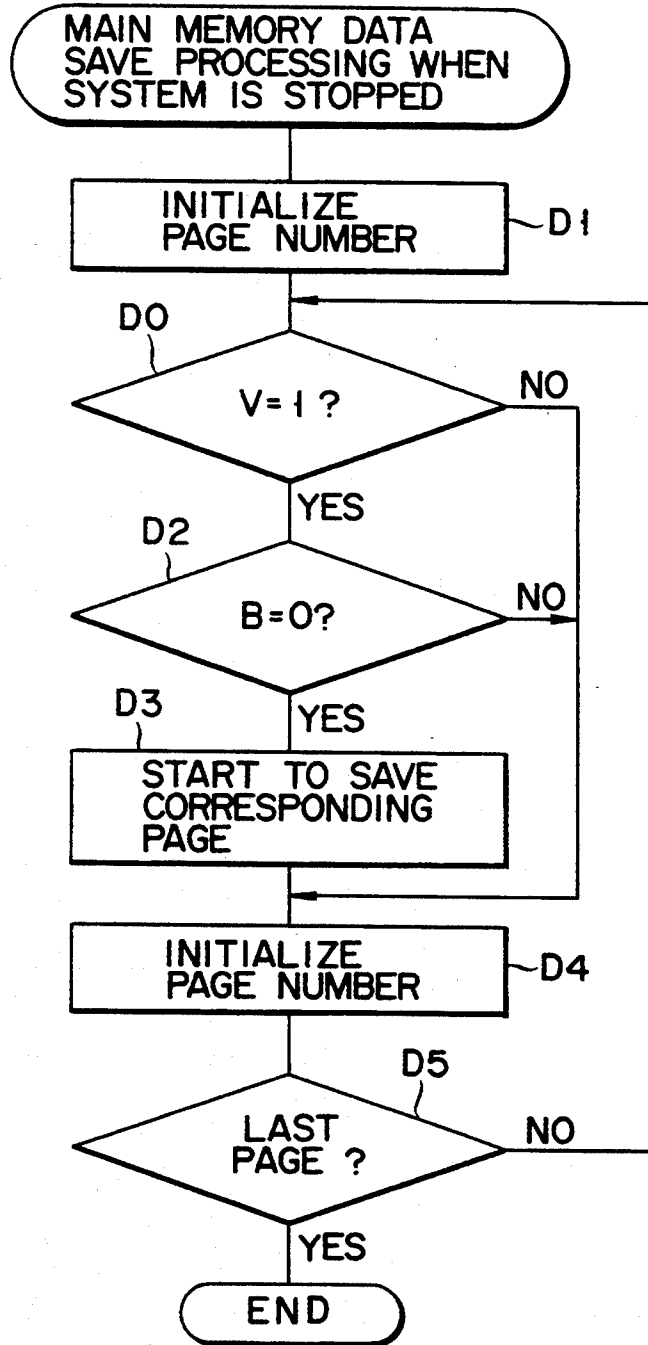 MAIN MEMORY DATA
SAVE PROCESSING WHEN
SYSTEM IS STOPPED
INITIALIZE
PAGE NUMBER
D1
D0
V=1?
NO
YES
D2
B=0?
NO
YES
D3
START TO SAVE
CORRESPONDING
PAGE
INITIALIZE
PAGE NUMBER
D4
D5
LAST
PAGE ?
NO
YES
END